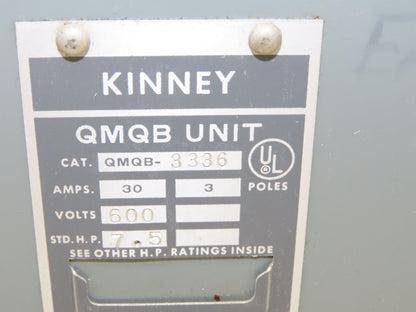 KINNEY
QMQB UNIT
CAT. QMQB-3336 UL
AMPS. 30 3 POLES
VOLTS 600
STD. H.P. 7.5
SEE OTHER H.P. RATINGS INSIDE